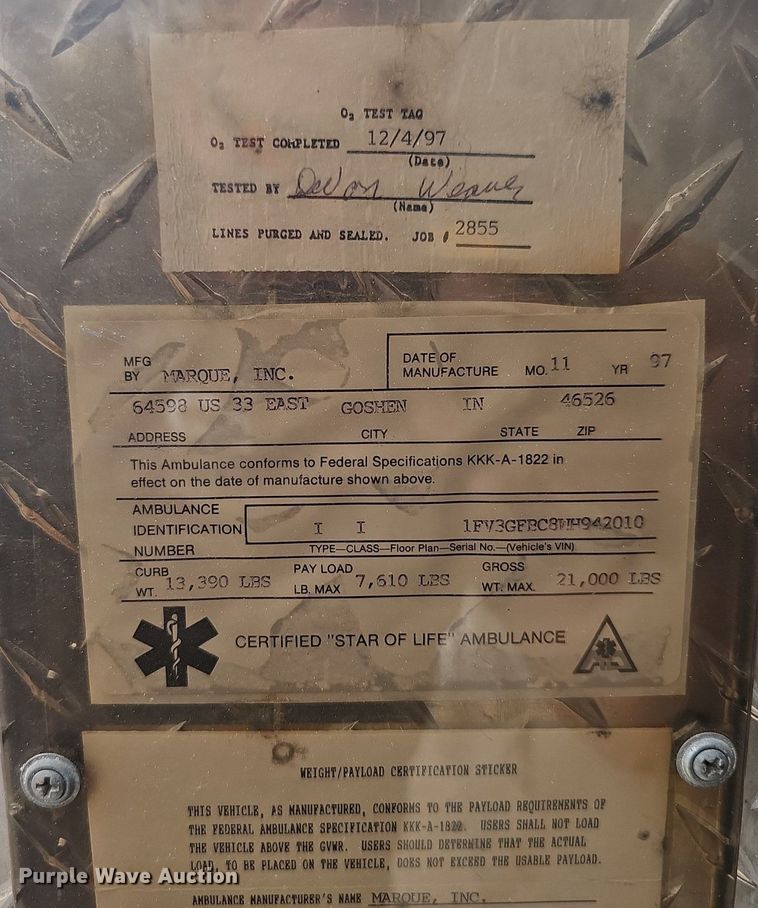 O2 TEST TAG
O2 TEST COMPLETED 12/4/97
(Date)
TESTED BY DeVon Weaver
(Name)
LINES PURGED AND SEALED. JOB # 2855
MFG BY MARQUE, INC. DATE OF MANUFACTURE MO. 11 YR 97
64598 US 33 EAST GOSHEN IN 46526
ADDRESS CITY STATE ZIP
This Ambulance conforms to Federal Specifications KKK-A-1822 in
effect on the date of manufacture shown above.
AMBULANCE
IDENTIFICATION I I 1FV3GFBC8WH942010
NUMBER TYPE—CLASS—Floor Plan—Serial No.—(Vehicle's VIN)
CURB WT. 13,390 LBS PAY LOAD LB. MAX 7,610 LBS GROSS WT. MAX. 21,000 LBS
CERTIFIED "STAR OF LIFE" AMBULANCE
WEIGHT/PAYLOAD CERTIFICATION STICKER
THIS VEHICLE, AS MANUFACTURED, CONFORMS TO THE PAYLOAD REQUIREMENTS OF
THE FEDERAL AMBULANCE SPECIFICATION KKK-A-1822. USERS SHALL NOT LOAD
THE VEHICLE ABOVE THE GVWR. USERS SHOULD DETERMINE THAT THE ACTUAL
LOAD, TO BE PLACED ON THE VEHICLE, DOES NOT EXCEED THE USABLE PAYLOAD.
Purple Wave Auction
AMBULANCE MANUFACTURER'S NAME MARQUE, INC.